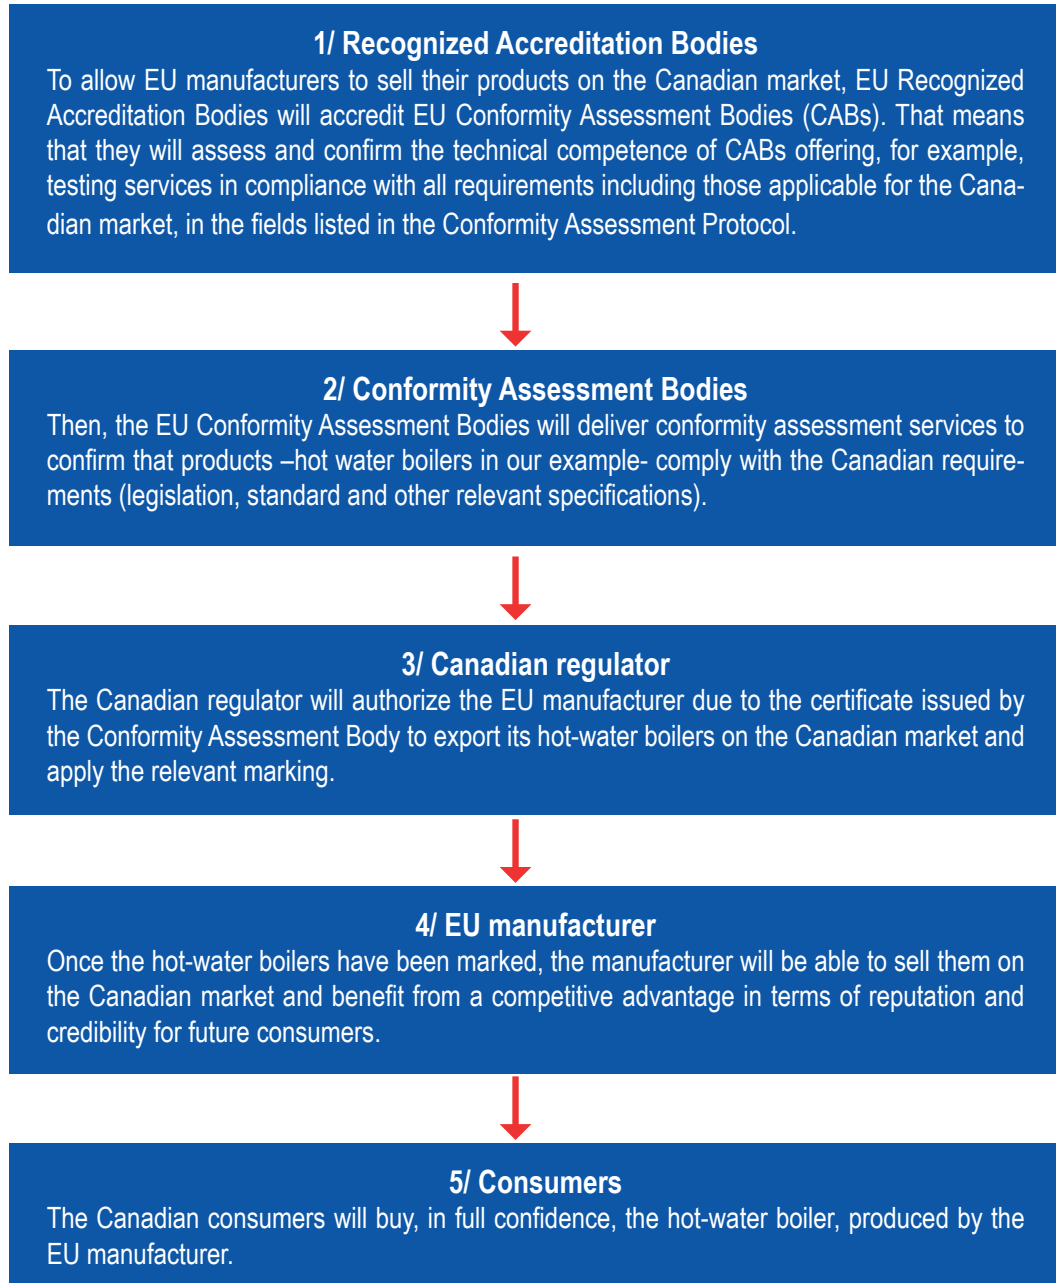 1/ Recognized Accreditation Bodies
To allow EU manufacturers to sell their products on the Canadian market, EU Recognized
Accreditation Bodies will accredit EU Conformity Assessment Bodies (CABs). That means
that they will assess and confirm the technical competence of CABs offering, for example,
testing services in compliance with all requirements including those applicable for the Cana-
dian market, in the fields listed in the Conformity Assessment Protocol.
2/ Conformity Assessment Bodies
Then, the EU Conformity Assessment Bodies will deliver conformity assessment services to
confirm that products –hot water boilers in our example- comply with the Canadian require-
ments (legislation, standard and other relevant specifications).
3/ Canadian regulator
The Canadian regulator will authorize the EU manufacturer due to the certificate issued by
the Conformity Assessment Body to export its hot-water boilers on the Canadian market and
apply the relevant marking.
4/ EU manufacturer
Once the hot-water boilers have been marked, the manufacturer will be able to sell them on
the Canadian market and benefit from a competitive advantage in terms of reputation and
credibility for future consumers.
5/ Consumers
The Canadian consumers will buy, in full confidence, the hot-water boiler, produced by the
EU manufacturer.